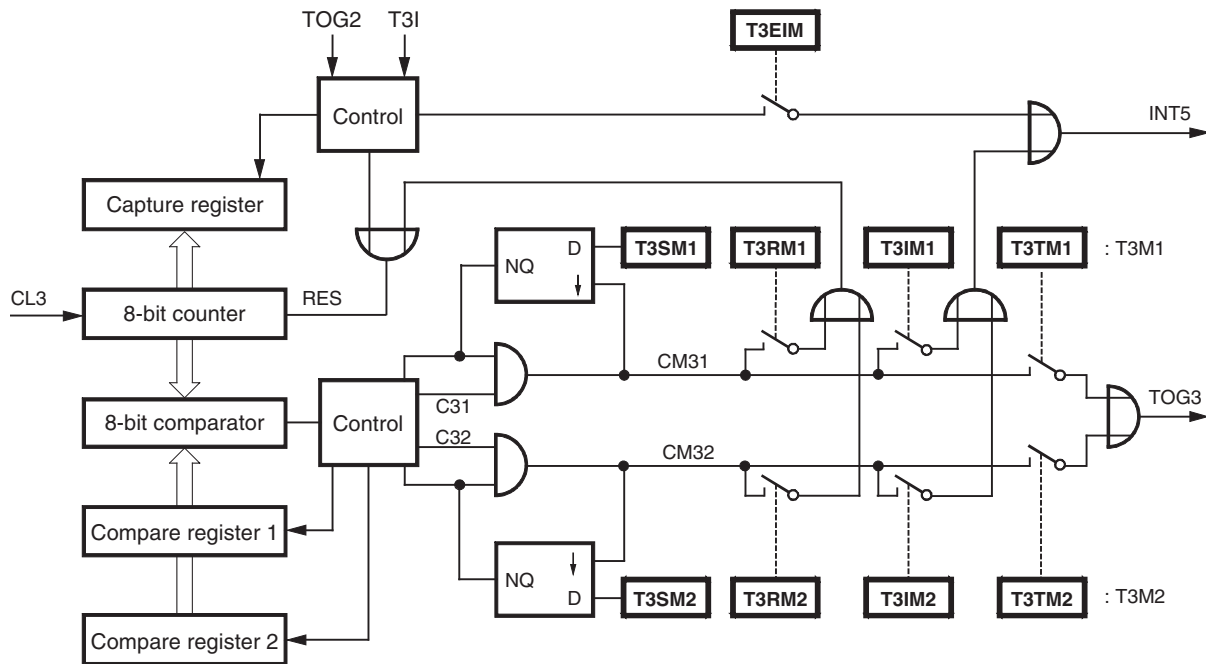 TOG2 T3I
T3EIM
Control
INT5
Capture register
D T3SM1 T3RM1 T3IM1 T3TM1 : T3M1
NQ
CL3 8-bit counter RES
CM31
C31
8-bit comparator Control TOG3
C32
CM32
Compare register 1
NQ
D T3SM2 T3RM2 T3IM2 T3TM2 : T3M2
Compare register 2